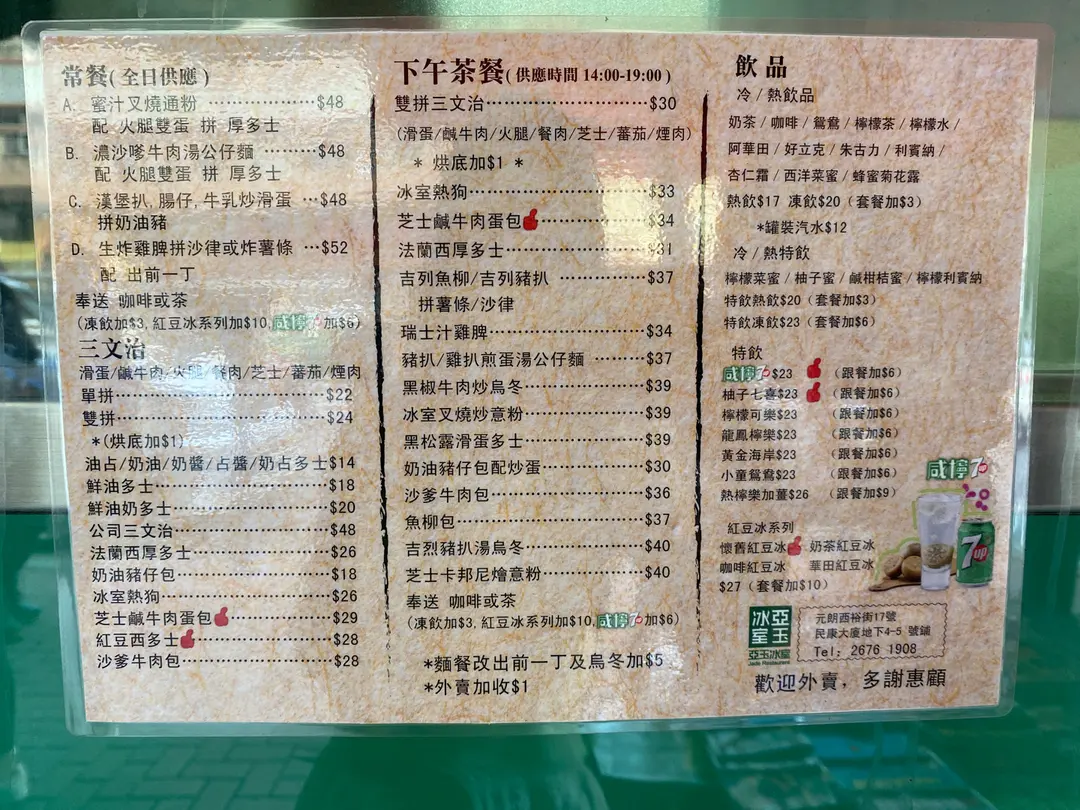 常餐(全日供應)
A. 蜜汁叉燒通粉 ………………$48
配 火腿雙蛋 拼 厚多士
B. 濃沙嗲牛肉湯公仔麵 ………$48
配 火腿雙蛋 拼 厚多士
C. 漢堡扒, 腸仔, 牛乳炒滑蛋 …$48
拼奶油豬
D. 生炸雞脾拼沙律或炸薯條 …$52
配 出前一丁
奉送 咖啡或茶
(凍飲加$3, 紅豆冰系列加$10, 咸檸7 加$6)
三文治
滑蛋/鹹牛肉/火腿/餐肉/芝士/蕃茄/煙肉
單拼………………………$22
雙拼………………………$24
*(烘底加$1)
油占/奶油/奶醬/占醬/奶占多士$14
鮮油多士…………………$18
鮮油奶多士………………$20
公司三文治………………$48
法蘭西厚多士……………$26
奶油豬仔包………………$18
冰室熱狗…………………$26
芝士鹹牛肉蛋包…………$29
紅豆西多士………………$28
沙爹牛肉包………………$28
下午茶餐(供應時間 14:00-19:00)
雙拼三文治……………………$30
(滑蛋/鹹牛肉/火腿/餐肉/芝士/蕃茄/煙肉)
* 烘底加$1 *
冰室熱狗………………………$33
芝士鹹牛肉蛋包………………$34
法蘭西厚多士…………………$31
吉列魚柳/吉列豬扒 …………$37
拼薯條/沙律
瑞士汁雞脾……………………$34
豬扒/雞扒煎蛋湯公仔麵 ……$37
黑椒牛肉炒烏冬………………$39
冰室叉燒炒意粉………………$39
黑松露滑蛋多士………………$39
奶油豬仔包配炒蛋……………$30
沙爹牛肉包……………………$36
魚柳包…………………………$37
吉烈豬扒湯烏冬………………$40
芝士卡邦尼燴意粉……………$40
奉送 咖啡或茶
(凍飲加$3, 紅豆冰系列加$10, 咸檸7 加$6)
*麵餐改出前一丁及烏冬加$5
*外賣加收$1
飲品
冷/熱飲品
奶茶/咖啡/鴛鴦/檸檬茶/檸檬水/
阿華田/好立克/朱古力/利賓納/
杏仁霜/西洋菜蜜/蜂蜜菊花露
熱飲$17 凍飲$20(套餐加$3)
*罐裝汽水$12
冷/熱特飲
檸檬菜蜜/柚子蜜/鹹柑桔蜜/檸檬利賓納
特飲熱飲$20(套餐加$3)
特飲凍飲$23(套餐加$6)
特飲
咸檸7 $23 (跟餐加$6)
柚子七喜$23 (跟餐加$6)
檸檬可樂$23 (跟餐加$6)
龍鳳檸樂$23 (跟餐加$6)
黃金海岸$23 (跟餐加$6)
小童鴛鴦$23 (跟餐加$6)
熱檸樂加薑$26 (跟餐加$9)
咸檸7
7up
紅豆冰系列
懷舊紅豆冰 奶茶紅豆冰
咖啡紅豆冰 華田紅豆冰
$27(套餐加$10)
亞玉冰室
亞玉冰室
Jade Restaurant
元朗西裕街17號
民康大廈地下4-5 號鋪
Tel: 2676 1908
歡迎外賣, 多謝惠顧